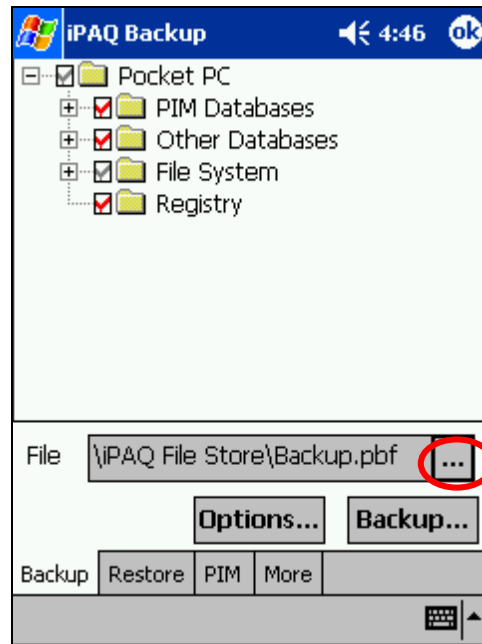 iPAQ Backup 4:46 ok
Pocket PC
PIM Databases
Other Databases
File System
Registry
File \iPAQ File Store\Backup.pbf ...
Options... Backup...
Backup Restore PIM More